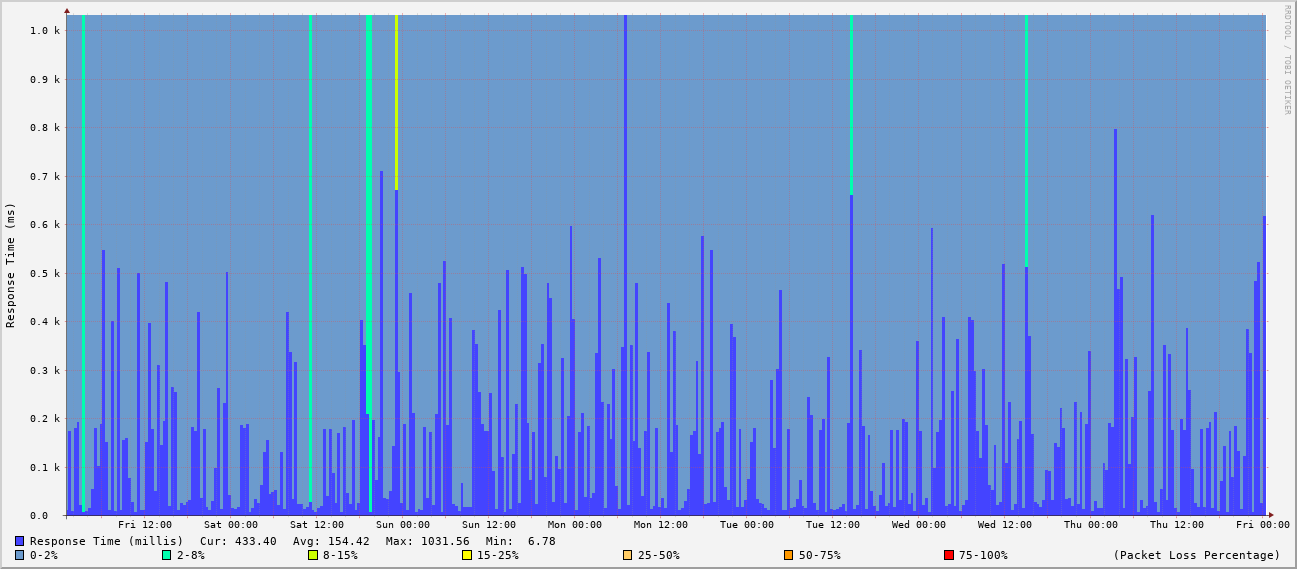 RRDTOOL / TOBI OETIKER
Response Time (ms)
1.0 k
0.9 k
0.8 k
0.7 k
0.6 k
0.5 k
0.4 k
0.3 k
0.2 k
0.1 k
0.0
Fri 12:00 Sat 00:00 Sat 12:00 Sun 00:00 Sun 12:00 Mon 00:00 Mon 12:00 Tue 00:00 Tue 12:00 Wed 00:00 Wed 12:00 Thu 00:00 Thu 12:00 Fri 00:00
Response Time (millis) Cur: 433.40 Avg: 154.42 Max: 1031.56 Min: 6.78
0-2% 2-8% 8-15% 15-25% 25-50% 50-75% 75-100% (Packet Loss Percentage)